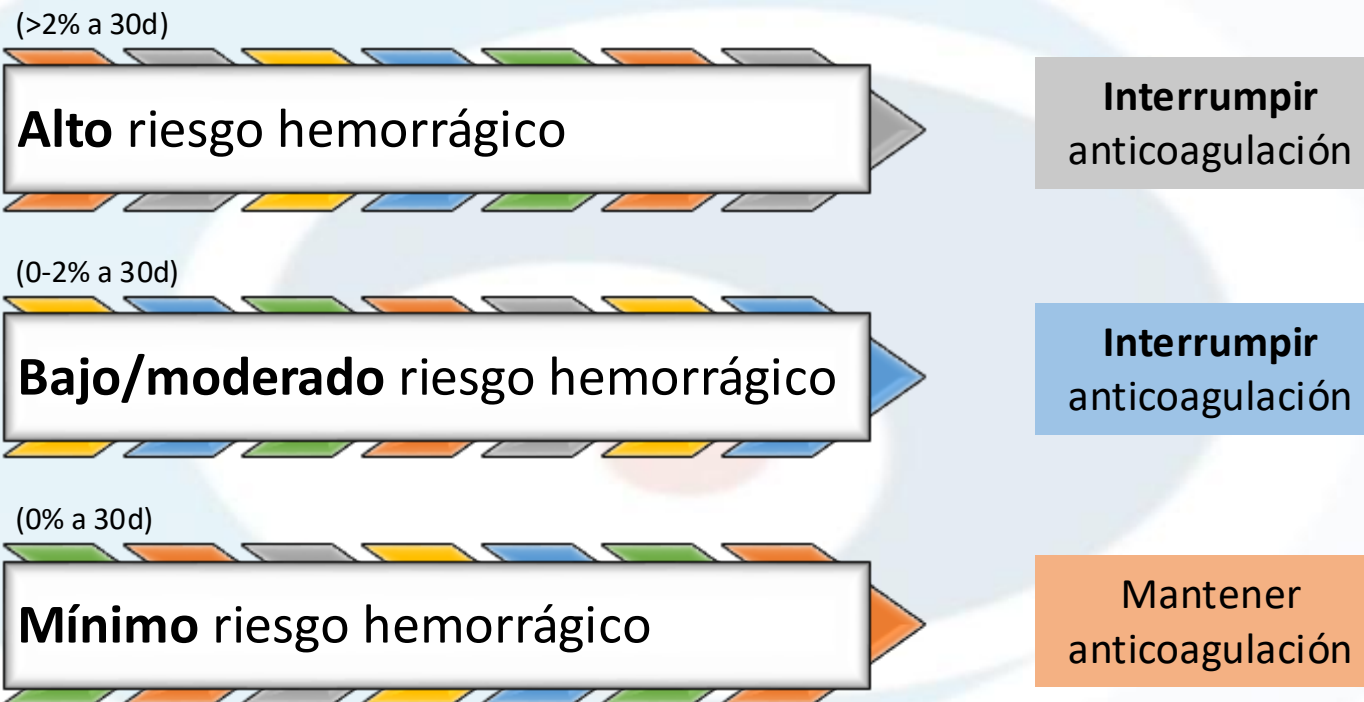 (>2% a 30d)
Alto riesgo hemorrágico
Interrumpir
anticoagulación
(0-2% a 30d)
Bajo/moderado riesgo hemorrágico
Interrumpir
anticoagulación
(0% a 30d)
Mínimo riesgo hemorrágico
Mantener
anticoagulación